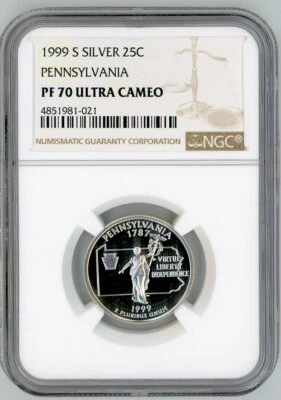 1999 S SILVER 25C
PENNSYLVANIA
PF 70 ULTRA CAMEO
4851981-021
NUMISMATIC GUARANTY CORPORATION
NGC
PENNSYLVANIA
1787
VIRTUE
LIBERTY
INDEPENDENCE
1999
E PLURIBUS UNUM